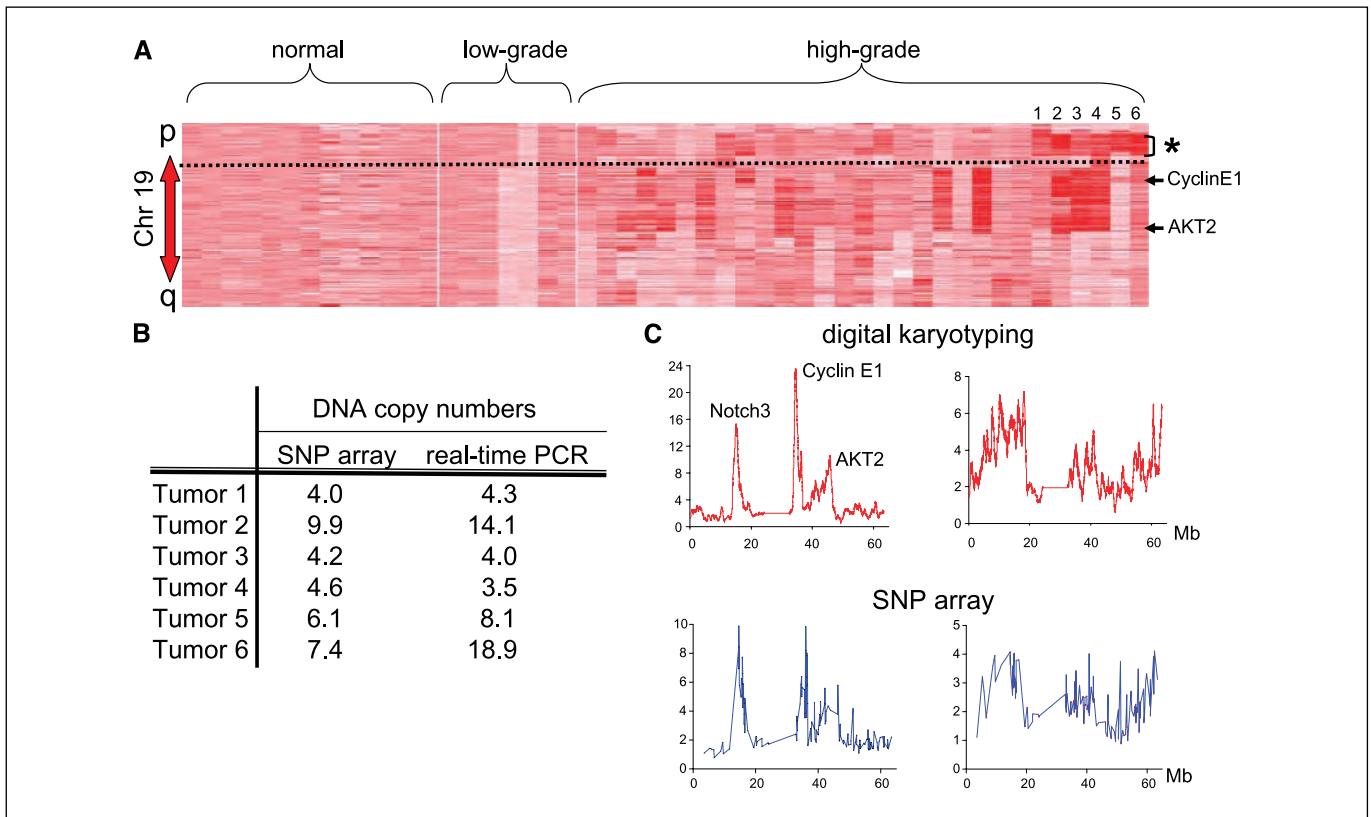 A
normal
low-grade
high-grade
1 2 3 4 5 6
p
*
Chr 19
CyclinE1
AKT2
q
B
DNA copy numbers
SNP array real-time PCR
Tumor 1 4.0 4.3
Tumor 2 9.9 14.1
Tumor 3 4.2 4.0
Tumor 4 4.6 3.5
Tumor 5 6.1 8.1
Tumor 6 7.4 18.9
C
digital karyotyping
24
20
16
12
8
4
0
Notch3
Cyclin E1
AKT2
0 20 40 60
8
6
4
2
0
0 20 40 60
Mb
SNP array
10
8
6
4
2
0
0 20 40 60
5
4
3
2
1
0
0 20 40 60
Mb